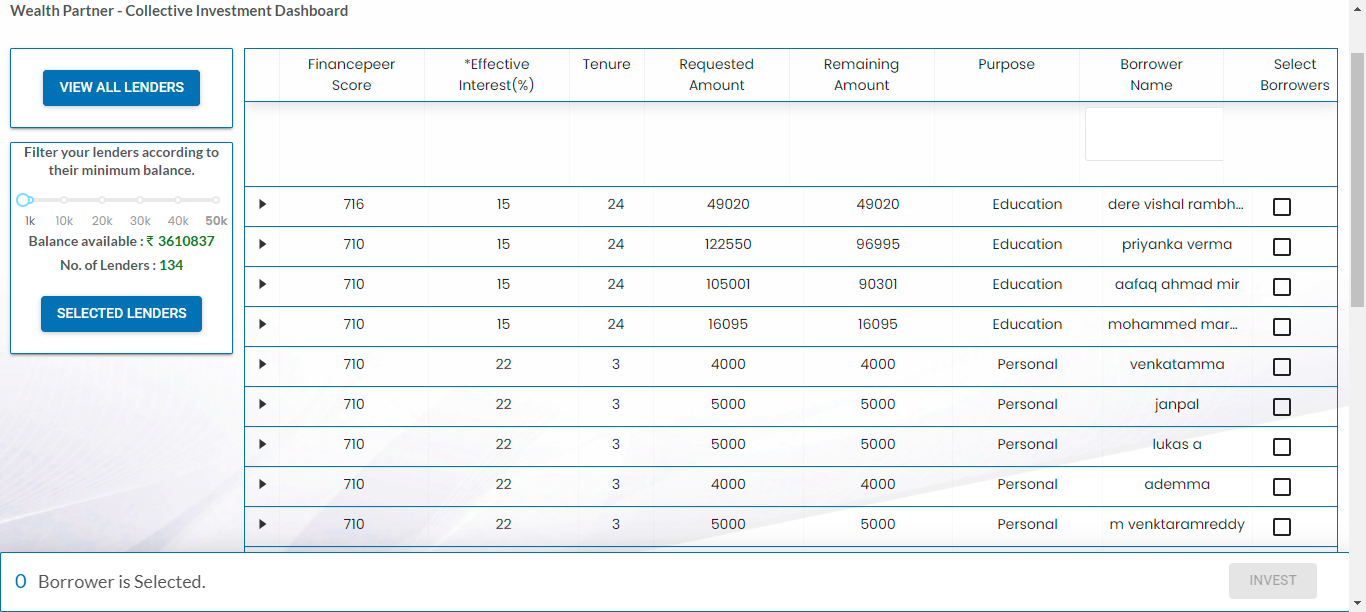 Wealth Partner - Collective Investment Dashboard
VIEW ALL LENDERS
Filter your lenders according to
their minimum balance.
1k 10k 20k 30k 40k 50k
Balance available : ₹ 3610837
No. of Lenders : 134
SELECTED LENDERS
Financepeer Score *Effective Interest(%) Tenure Requested Amount Remaining Amount Purpose Borrower Name Select Borrowers
716 15 24 49020 49020 Education dere vishal rambh...
710 15 24 122550 96995 Education priyanka verma
710 15 24 105001 90301 Education aafaq ahmad mir
710 15 24 16095 16095 Education mohammed mar...
710 22 3 4000 4000 Personal venkatamma
710 22 3 5000 5000 Personal janpal
710 22 3 5000 5000 Personal lukas a
710 22 3 4000 4000 Personal ademma
710 22 3 5000 5000 Personal m venktaramreddy
0 Borrower is Selected.
INVEST